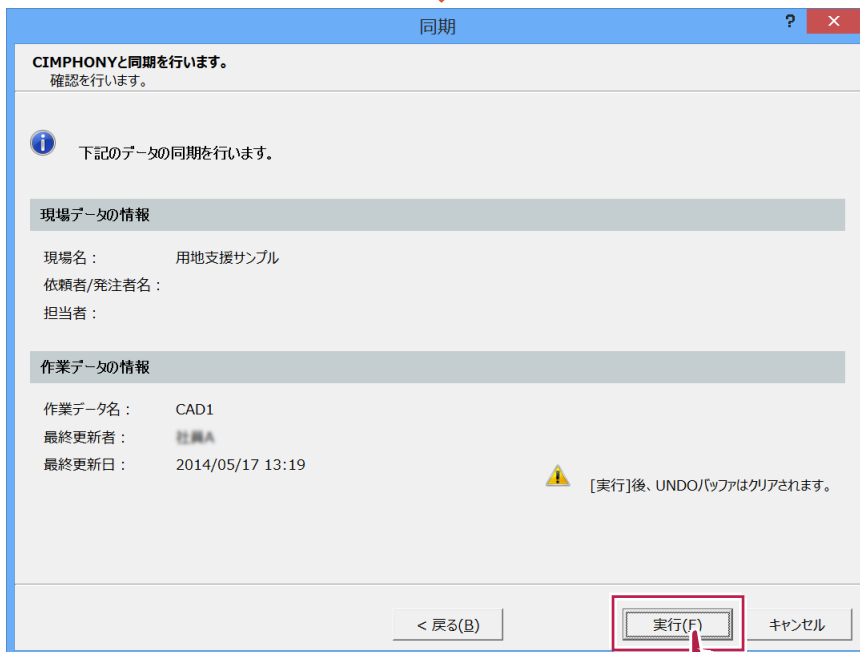 同期
?
CIMPHONYと同期を行います。
確認を行います。
下記のデータの同期を行います。
現場データの情報
現場名： 用地支援サンプル
依頼者/発注者名：
担当者：
作業データの情報
作業データ名： CAD1
最終更新者：
最終更新日： 2014/05/17 13:19
[実行]後、UNDOバッファはクリアされます。
< 戻る(B)
実行(F)
キャンセル